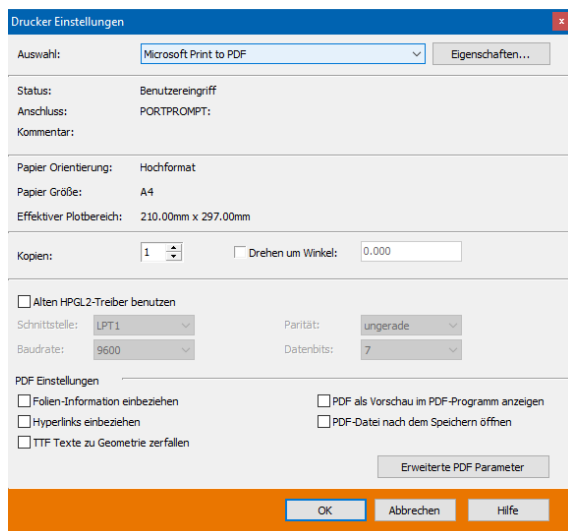 Drucker Einstellungen
x
Auswahl: Microsoft Print to PDF Eigenschaften...
Status: Benutzereingriff
Anschluss: PORTPROMPT:
Kommentar:
Papier Orientierung: Hochformat
Papier Größe: A4
Effektiver Plotbereich: 210.00mm x 297.00mm
Kopien: 1 Drehen um Winkel: 0.000
Alten HPGL2-Treiber benutzen
Schnittstelle: LPT1 Parität: ungerade
Baudrate: 9600 Datenbits: 7
PDF Einstellungen
Folien-Information einbeziehen PDF als Vorschau im PDF-Programm anzeigen
Hyperlinks einbeziehen PDF-Datei nach dem Speichern öffnen
TTF Texte zu Geometrie zerfallen
Erweiterte PDF Parameter
OK Abbrechen Hilfe